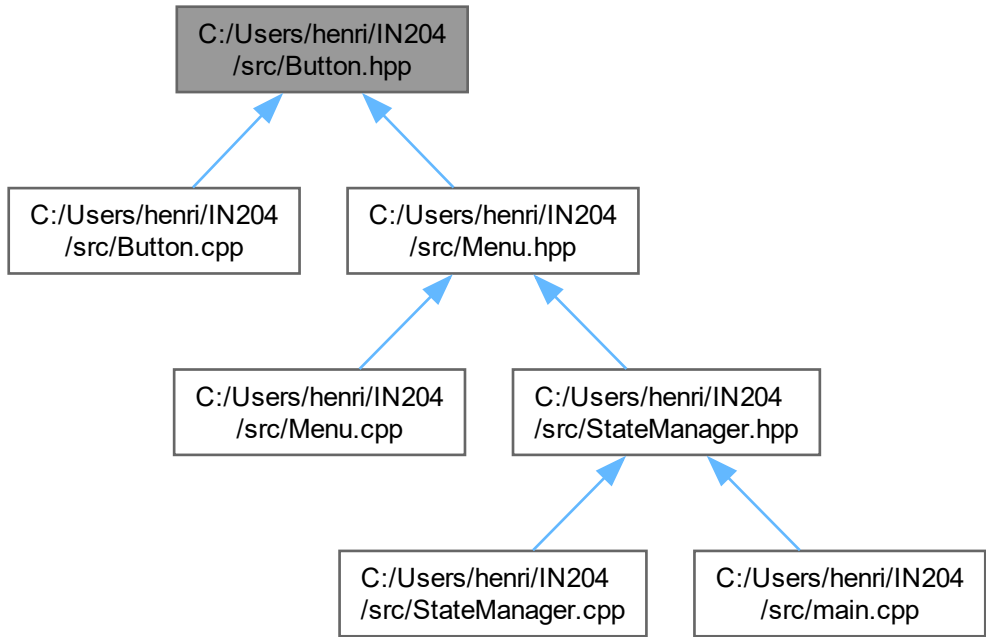 C:/Users/henri/IN204
/src/Button.hpp
C:/Users/henri/IN204
/src/Button.cpp
C:/Users/henri/IN204
/src/Menu.hpp
C:/Users/henri/IN204
/src/Menu.cpp
C:/Users/henri/IN204
/src/StateManager.hpp
C:/Users/henri/IN204
/src/StateManager.cpp
C:/Users/henri/IN204
/src/main.cpp